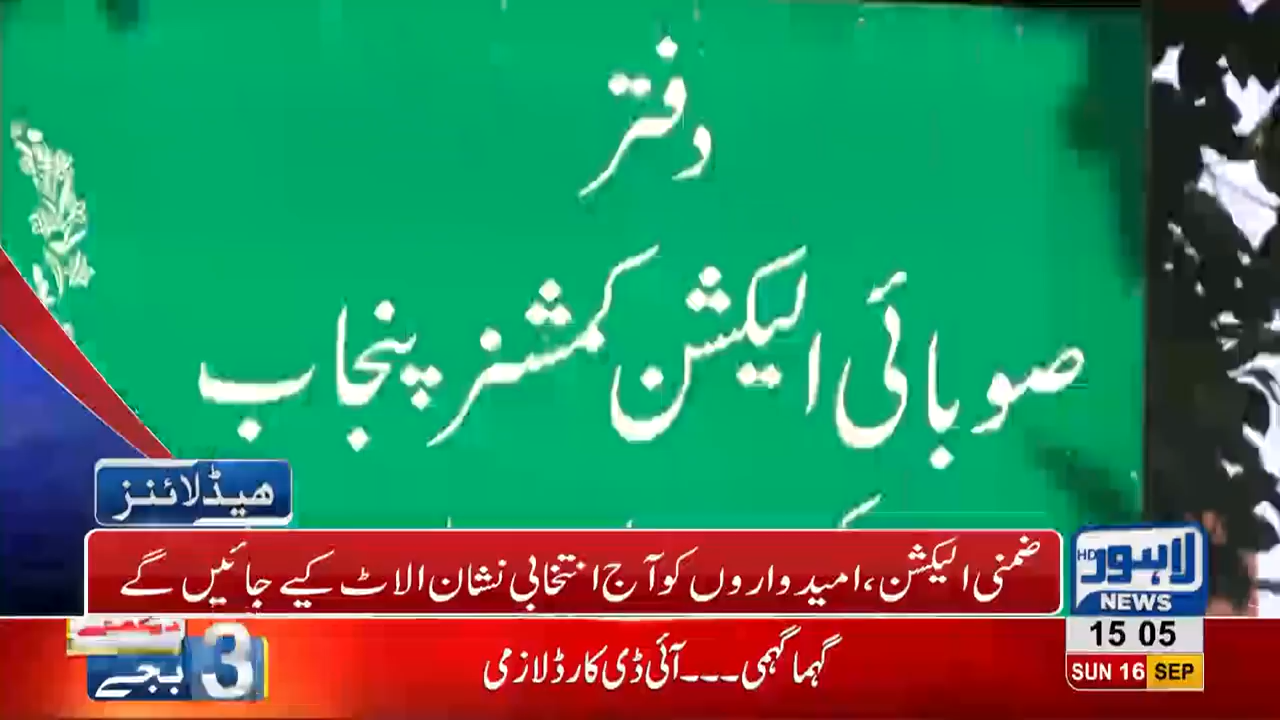 دفتر
صوبائی الیکشن کمشنر پنجاب
ھیڈلائنز
ضمنی الیکشن، امیدواروں کو آج انتخابی نشان الاٹ کیے جائیں گے
HD لاہور
NEWS
15 05
SUN 16 SEP
3 بجے
گہما گہمی۔۔۔آئی ڈی کارڈ لازمی